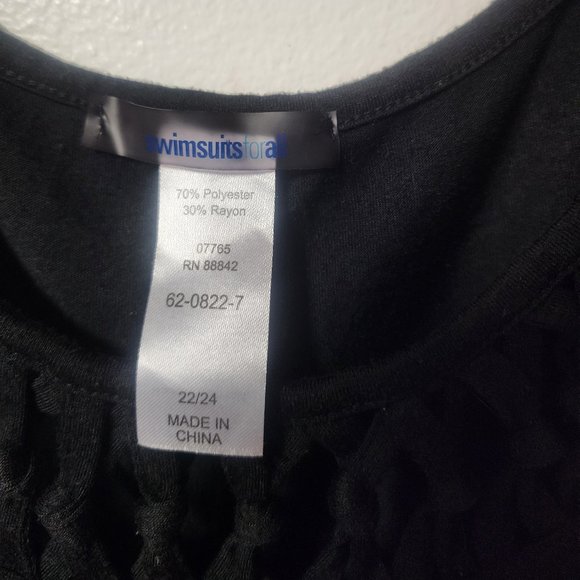 swimsuitsforall
70% Polyester
30% Rayon
07765
RN 88842
62-0822-7
22/24
MADE IN
CHINA